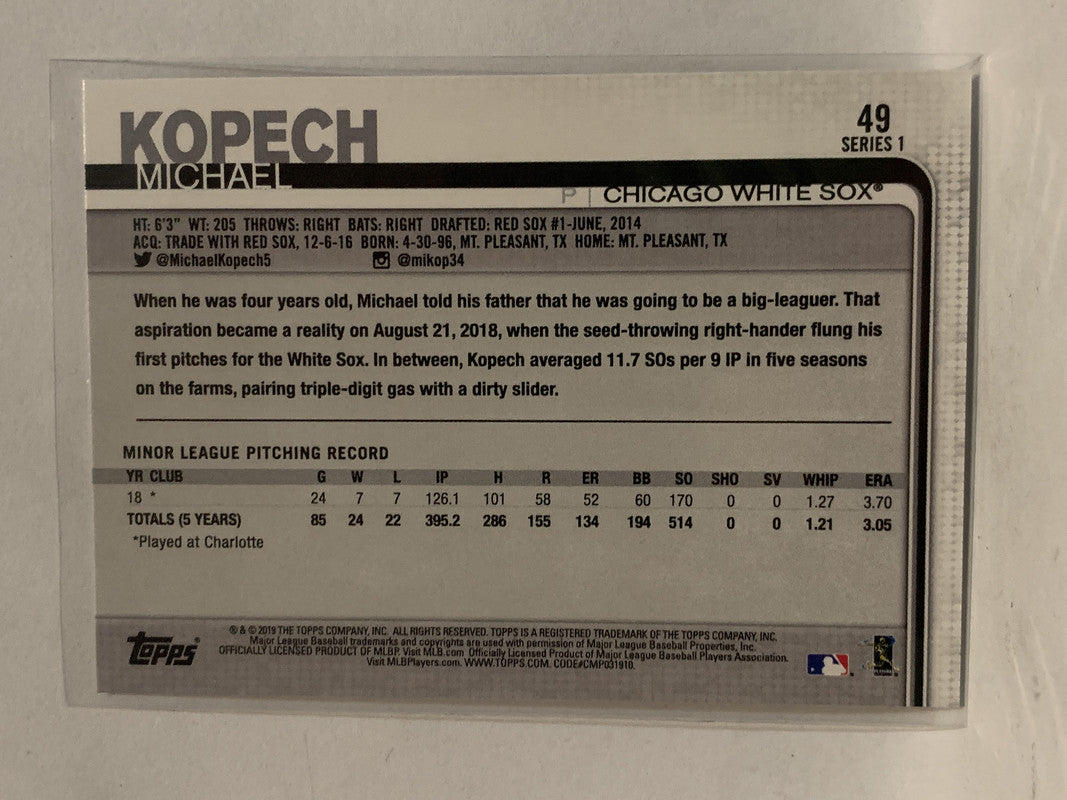 KOPECH
MICHAEL
49
SERIES 1
P | CHICAGO WHITE SOX®
HT: 6'3" WT: 205 THROWS: RIGHT BATS: RIGHT DRAFTED: RED SOX #1-JUNE, 2014
ACQ: TRADE WITH RED SOX, 12-6-16 BORN: 4-30-96, MT. PLEASANT, TX HOME: MT. PLEASANT, TX
@MichaelKopech5 @mikop34
When he was four years old, Michael told his father that he was going to be a big-leaguer. That
aspiration became a reality on August 21, 2018, when the seed-throwing right-hander flung his
first pitches for the White Sox. In between, Kopech averaged 11.7 SOs per 9 IP in five seasons
on the farms, pairing triple-digit gas with a dirty slider.
MINOR LEAGUE PITCHING RECORD
YR CLUB G W L IP H R ER BB SO SHO SV WHIP ERA
18 * 24 7 7 126.1 101 58 52 60 170 0 0 1.27 3.70
TOTALS (5 YEARS) 85 24 22 395.2 286 155 134 194 514 0 0 1.21 3.05
*Played at Charlotte
Topps®
® & © 2019 THE TOPPS COMPANY, INC. ALL RIGHTS RESERVED. TOPPS IS A REGISTERED TRADEMARK OF THE TOPPS COMPANY, INC.
Major League Baseball trademarks and copyrights are used with permission of Major League Baseball Properties, Inc.
OFFICIALLY LICENSED PRODUCT OF MLBP. Visit MLB.com Officially Licensed Product of Major League Baseball Players Association.
Visit MLBPlayers.com. WWW.TOPPS.COM. CODE#CMP031910.